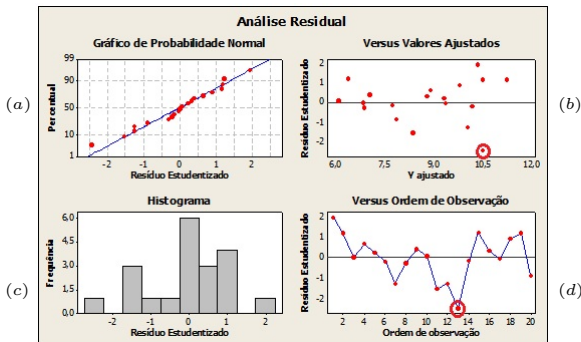 Análise Residual
(a)
Gráfico de Probabilidade Normal
Percentual
99
90
50
10
1
-2 -1 0 1 2
Resíduo Estudentizado
Versus Valores Ajustados
Resíduo Estudentizado
2
1
0
-1
-2
6,0 7,5 9,0 10,5 12,0
Y ajustado
(b)
(c)
Histograma
Frequência
6,0
4,5
3,0
1,5
0,0
-2 -1 0 1 2
Resíduo Estudentizado
Versus Ordem de Observação
Resíduo Estudentizado
2
1
0
-1
-2
2 4 6 8 10 12 14 16 18 20
Ordem de observação
(d)